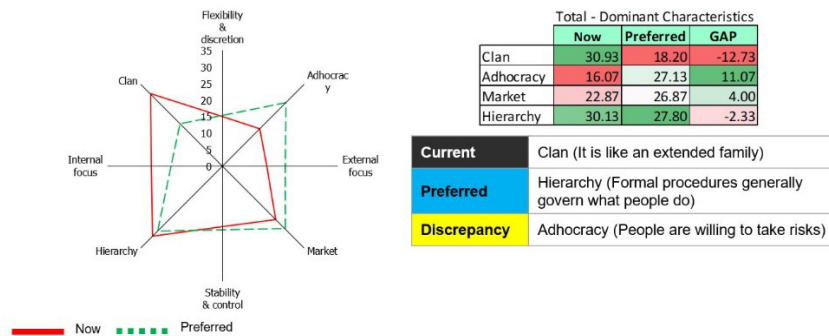 Flexibility
&
discretion
35
30
25
20
15
10
5
0
Clan
Adhocrac
y
Internal
focus
External
focus
Hierarchy
Market
Stability
& control
Now Preferred
Total - Dominant Characteristics
Now Preferred GAP
Clan 30.93 18.20 -12.73
Adhocracy 16.07 27.13 11.07
Market 22.87 26.87 4.00
Hierarchy 30.13 27.80 -2.33
Current Clan (It is like an extended family)
Preferred Hierarchy (Formal procedures generally
govern what people do)
Discrepancy Adhocracy (People are willing to take risks)